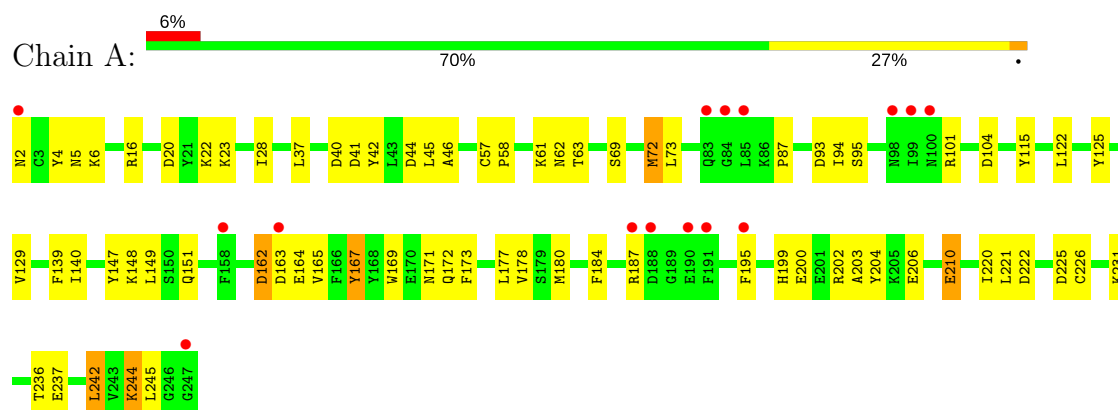 6%
Chain A:
70% 27% •
N2 C3 Y4 N5 K6 R16 D20 Y21 K22 K23 I28 L37 D40 D41 Y42 L43 D44 L45 A46 C57 P58 K61 N62 T63 S69 M72 L73 Q83 G84 L85 K86 P87 D93 I94 S95 N98 I99 N100 R101 D104 Y115 L122 Y125
V129 F139 I140 Y147 K148 L149 S150 Q151 F158 D162 D163 E164 V165 F166 Y167 Y168 W169 E170 N171 Q172 F173 L177 V178 S179 M180 F184 R187 D188 G189 E190 F191 F195 H199 E200 E201 R202 A203 Y204 K205 E206 E210 I220 L221 D222 D225 C226 K231
T236 E237 L242 V243 K244 L245 G246 G247